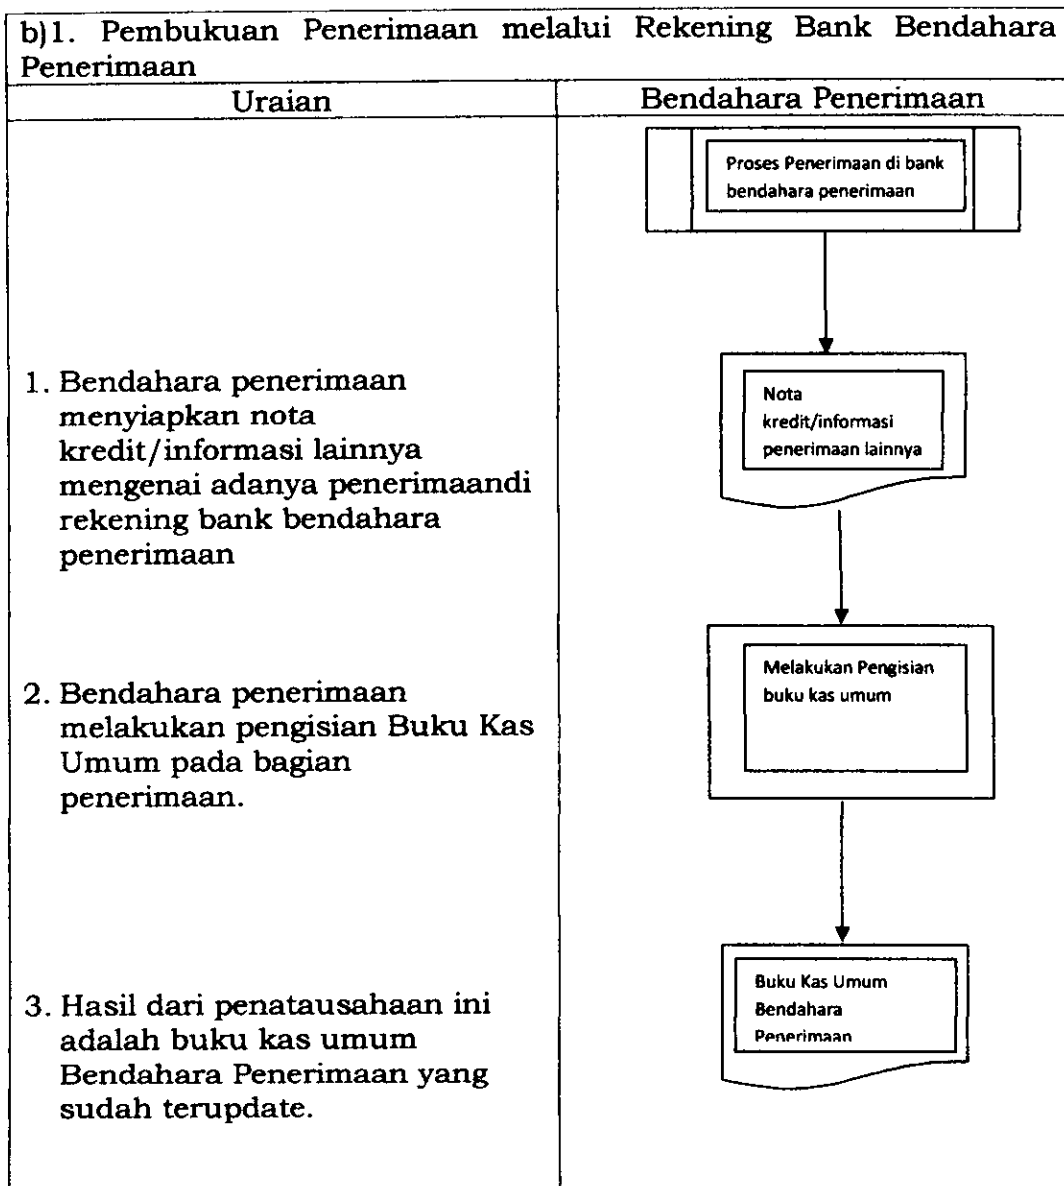 b)1. Pembukuan Penerimaan melalui Rekening Bank Bendahara
Penerimaan
Uraian
Bendahara Penerimaan
Proses Penerimaan di bank
bendahara penerimaan
1. Bendahara penerimaan
menyiapkan nota
kredit/informasi lainnya
mengenai adanya penerimaandi
rekening bank bendahara
penerimaan
Nota
kredit/informasi
penerimaan lainnya
2. Bendahara penerimaan
melakukan pengisian Buku Kas
Umum pada bagian
penerimaan.
Melakukan Pengisian
buku kas umum
3. Hasil dari penatausahaan ini
adalah buku kas umum
Bendahara Penerimaan yang
sudah terupdate.
Buku Kas Umum
Bendahara
Penerimaan